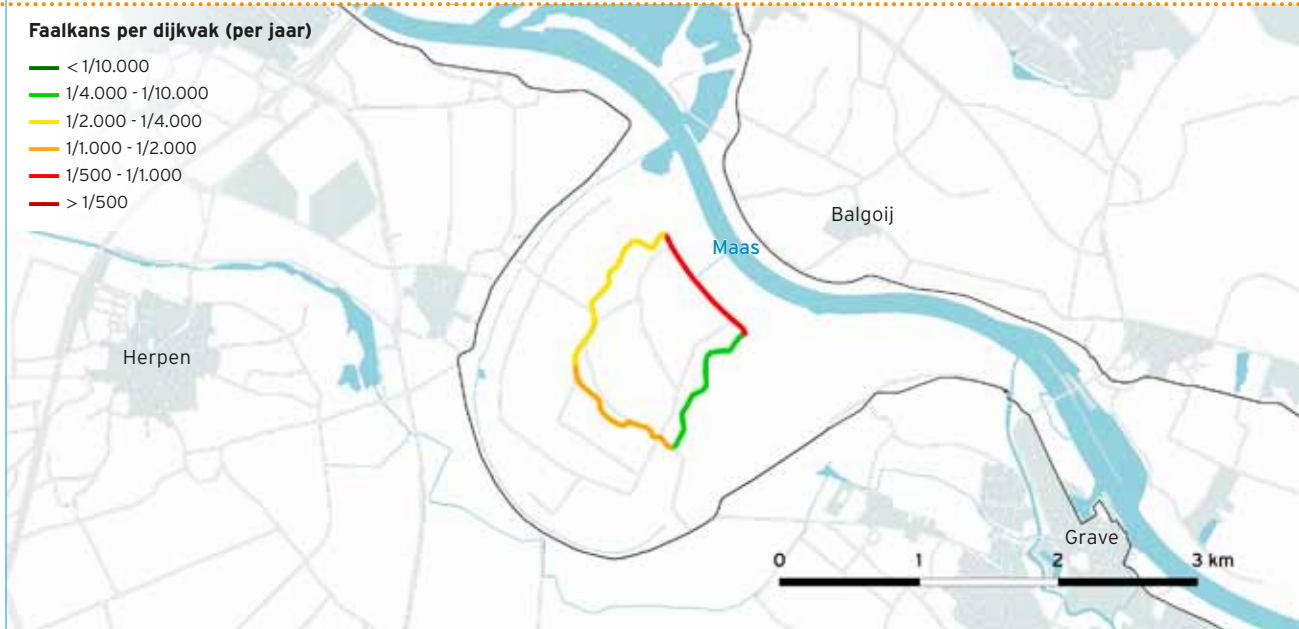 Faalkans per dijkvak (per jaar)
< 1/10.000
1/4.000 - 1/10.000
1/2.000 - 1/4.000
1/1.000 - 1/2.000
1/500 - 1/1.000
> 1/500
Balgoij
Maas
Herpen
Grave
0 1 2 3 km